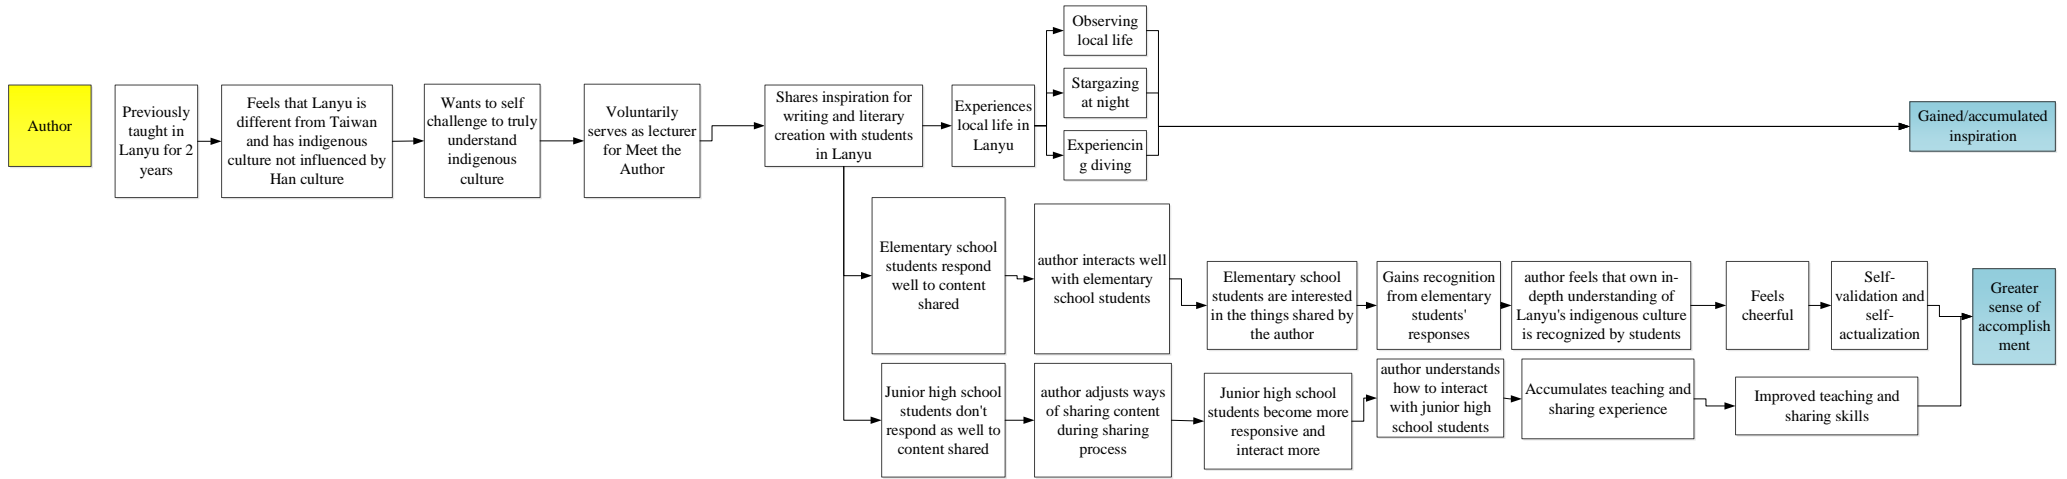 Author
Previously
taught in
Lanyu for 2
years
Feels that Lanyu is
different from Taiwan
and has indigenous
culture not influenced by
Han culture
Wants to self
challenge to truly
understand
indigenous
culture
Voluntarily
serves as lecturer
for Meet the
Author
Shares inspiration for
writing and literary
creation with students
in Lanyu
Experiences
local life in
Lanyu
Observing
local life
Stargazing
at night
Experiencin
g diving
Gained/accumulated
inspiration
Elementary school
students respond
well to content
shared
author interacts well
with elementary
school students
Elementary school
students are interested
in the things shared by
the author
Gains recognition
from elementary
students'
responses
author feels that own in-
depth understanding of
Lanyu's indigenous culture
is recognized by students
Feels
cheerful
Self-
validation and
self-
actualization
Greater
sense of
accomplish
ment
Junior high school
students don't
respond as well to
content shared
author adjusts ways
of sharing content
during sharing
process
Junior high school
students become more
responsive and
interact more
author understands
how to interact
with junior high
school students
Accumulates teaching and
sharing experience
Improved teaching and
sharing skills